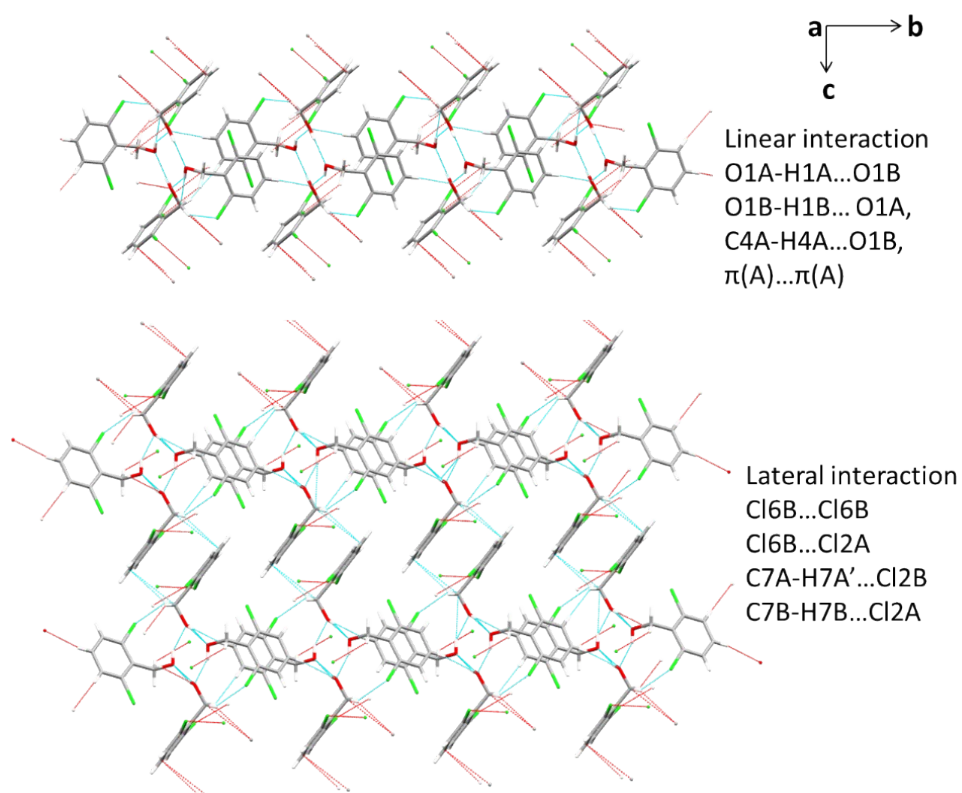 a b
c
Linear interaction
O1A-H1A...O1B
O1B-H1B... O1A,
C4A-H4A...O1B,
π(A)...π(A)
Lateral interaction
Cl6B...Cl6B
Cl6B...Cl2A
C7A-H7A’...Cl2B
C7B-H7B...Cl2A